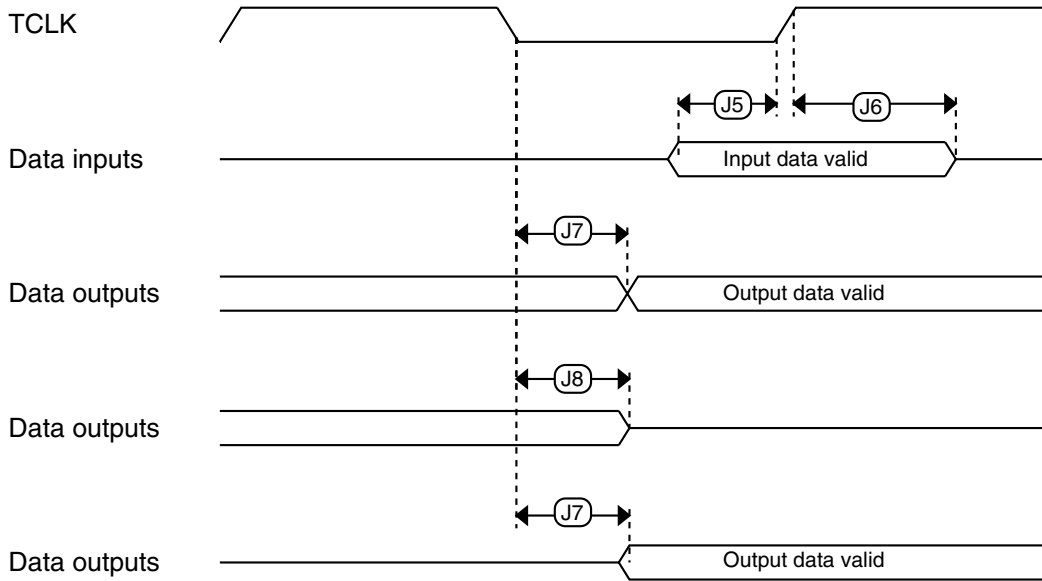 TCLK
J5
J6
Data inputs
Input data valid
J7
Data outputs
Output data valid
J8
Data outputs
J7
Data outputs
Output data valid